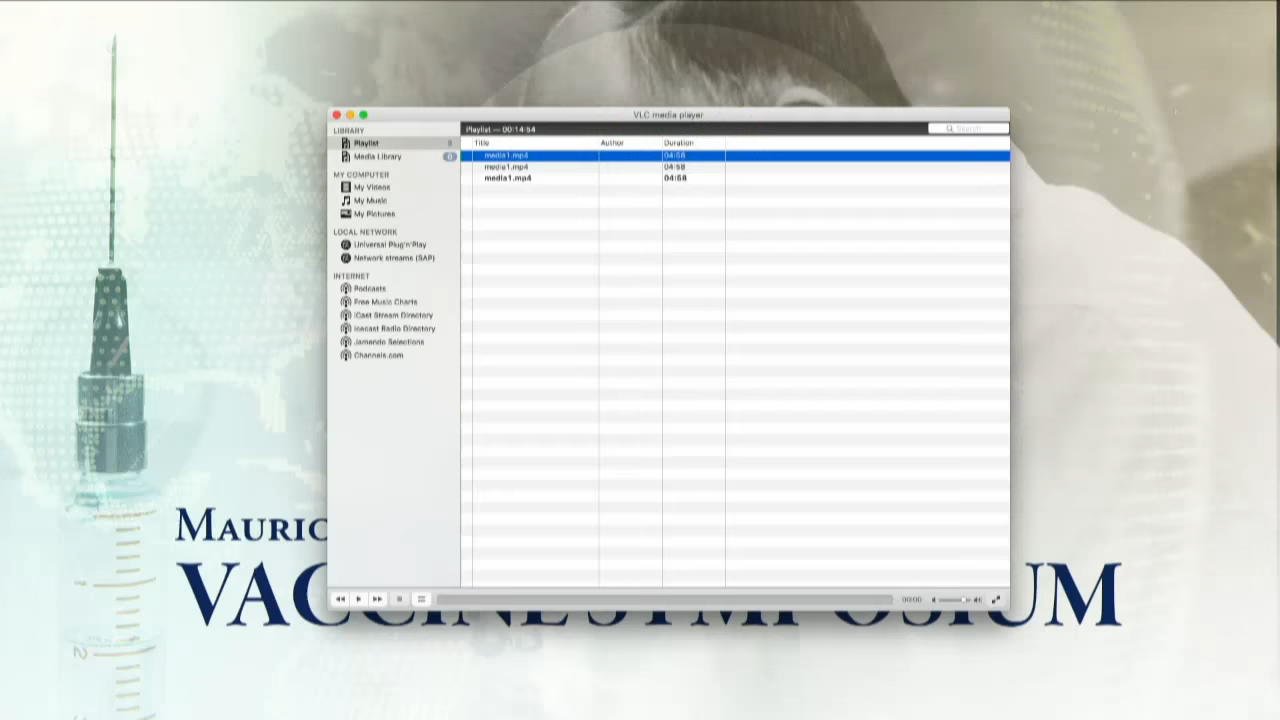 VLC media player
LIBRARY
Playlist
Media Library
MY COMPUTER
My Videos
My Music
My Pictures
LOCAL NETWORK
Universal Plug'n'Play
Network streams (SAP)
INTERNET
Podcasts
Free Music Charts
iCast Stream Directory
Icecast Radio Directory
Jamendo Selections
Channels.com
Playlist — 00:14:54
Search
Title Author Duration
media1.mp4 04:58
media1.mp4 04:58
media1.mp4 04:58
00:00
MAURIC
VACCINE SYMPOSIUM
1
2